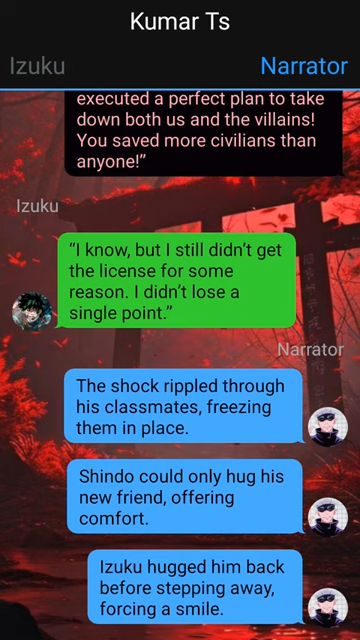 Kumar Ts
Izuku
Narrator
executed a perfect plan to take
down both us and the villains!
You saved more civilians than
anyone!”
Izuku
“I know, but I still didn’t get
the license for some
reason. I didn’t lose a
single point.”
Narrator
The shock rippled through
his classmates, freezing
them in place.
Shindo could only hug his
new friend, offering
comfort.
Izuku hugged him back
before stepping away,
forcing a smile.